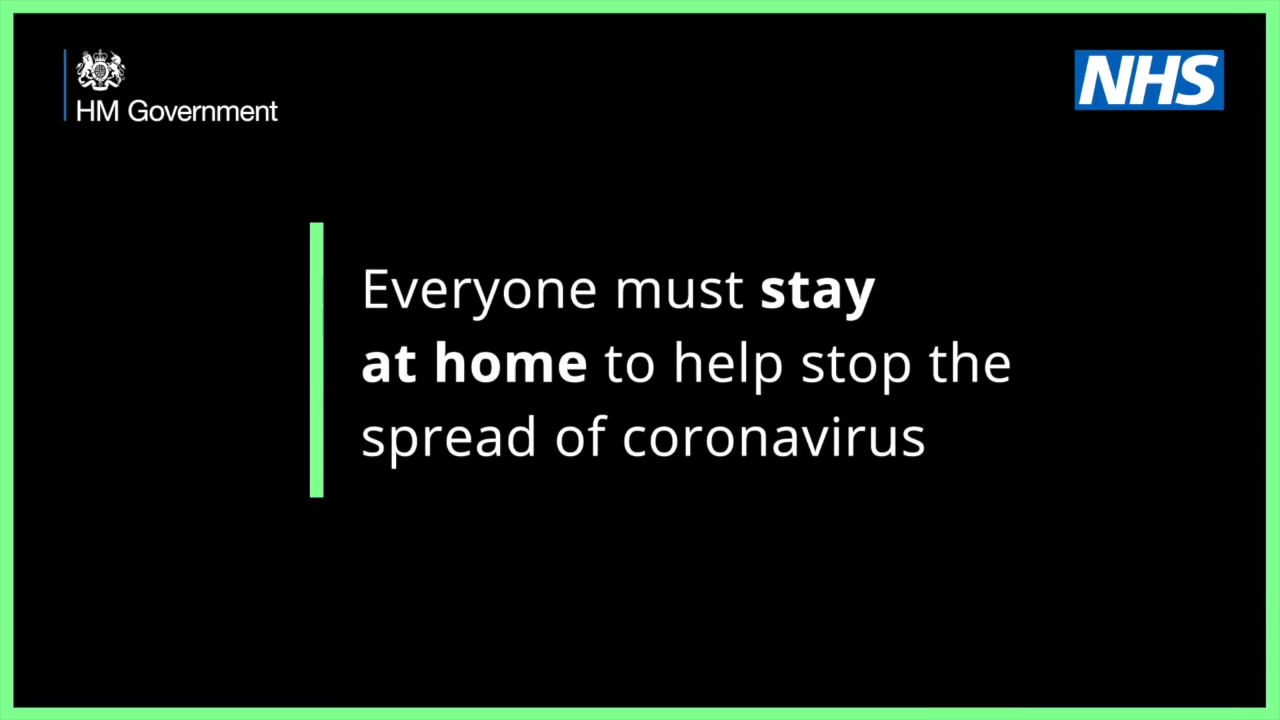 HM Government
NHS
Everyone must stay
at home to help stop the
spread of coronavirus